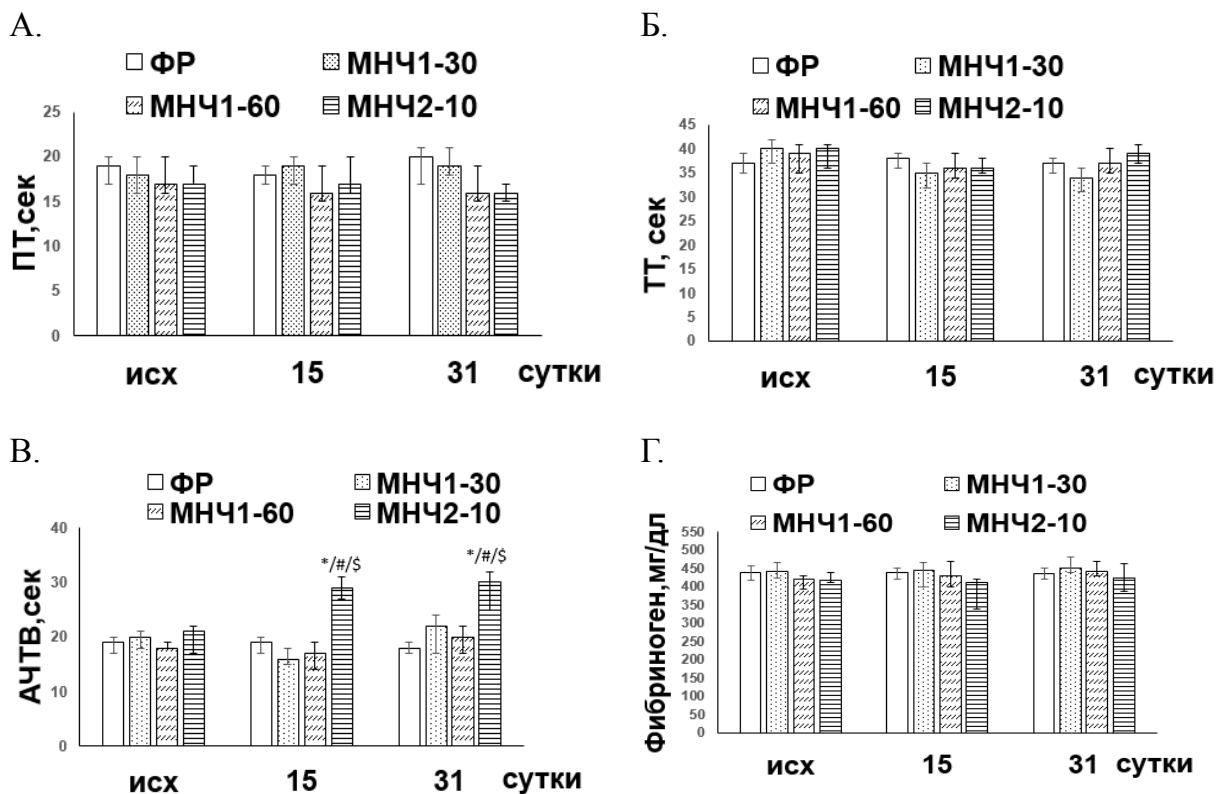 А.
ФР МНЧ1-30
МНЧ1-60 МНЧ2-10
ПТ,сек
25
20
15
10
5
0
исх 15 31 сутки
Б.
ФР МНЧ1-30
МНЧ1-60 МНЧ2-10
ТТ, сек
45
40
35
30
25
20
15
10
5
0
исх 15 31 сутки
В.
ФР МНЧ1-30
МНЧ1-60 МНЧ2-10
АЧТВ,сек
40
30
20
10
0
*/#/$ */#/$
исх 15 31 сутки
Г.
ФР МНЧ1-30
МНЧ1-60 МНЧ2-10
Фибриноген,мг/дл
550
500
450
400
350
300
250
200
150
100
50
0
исх 15 31 сутки